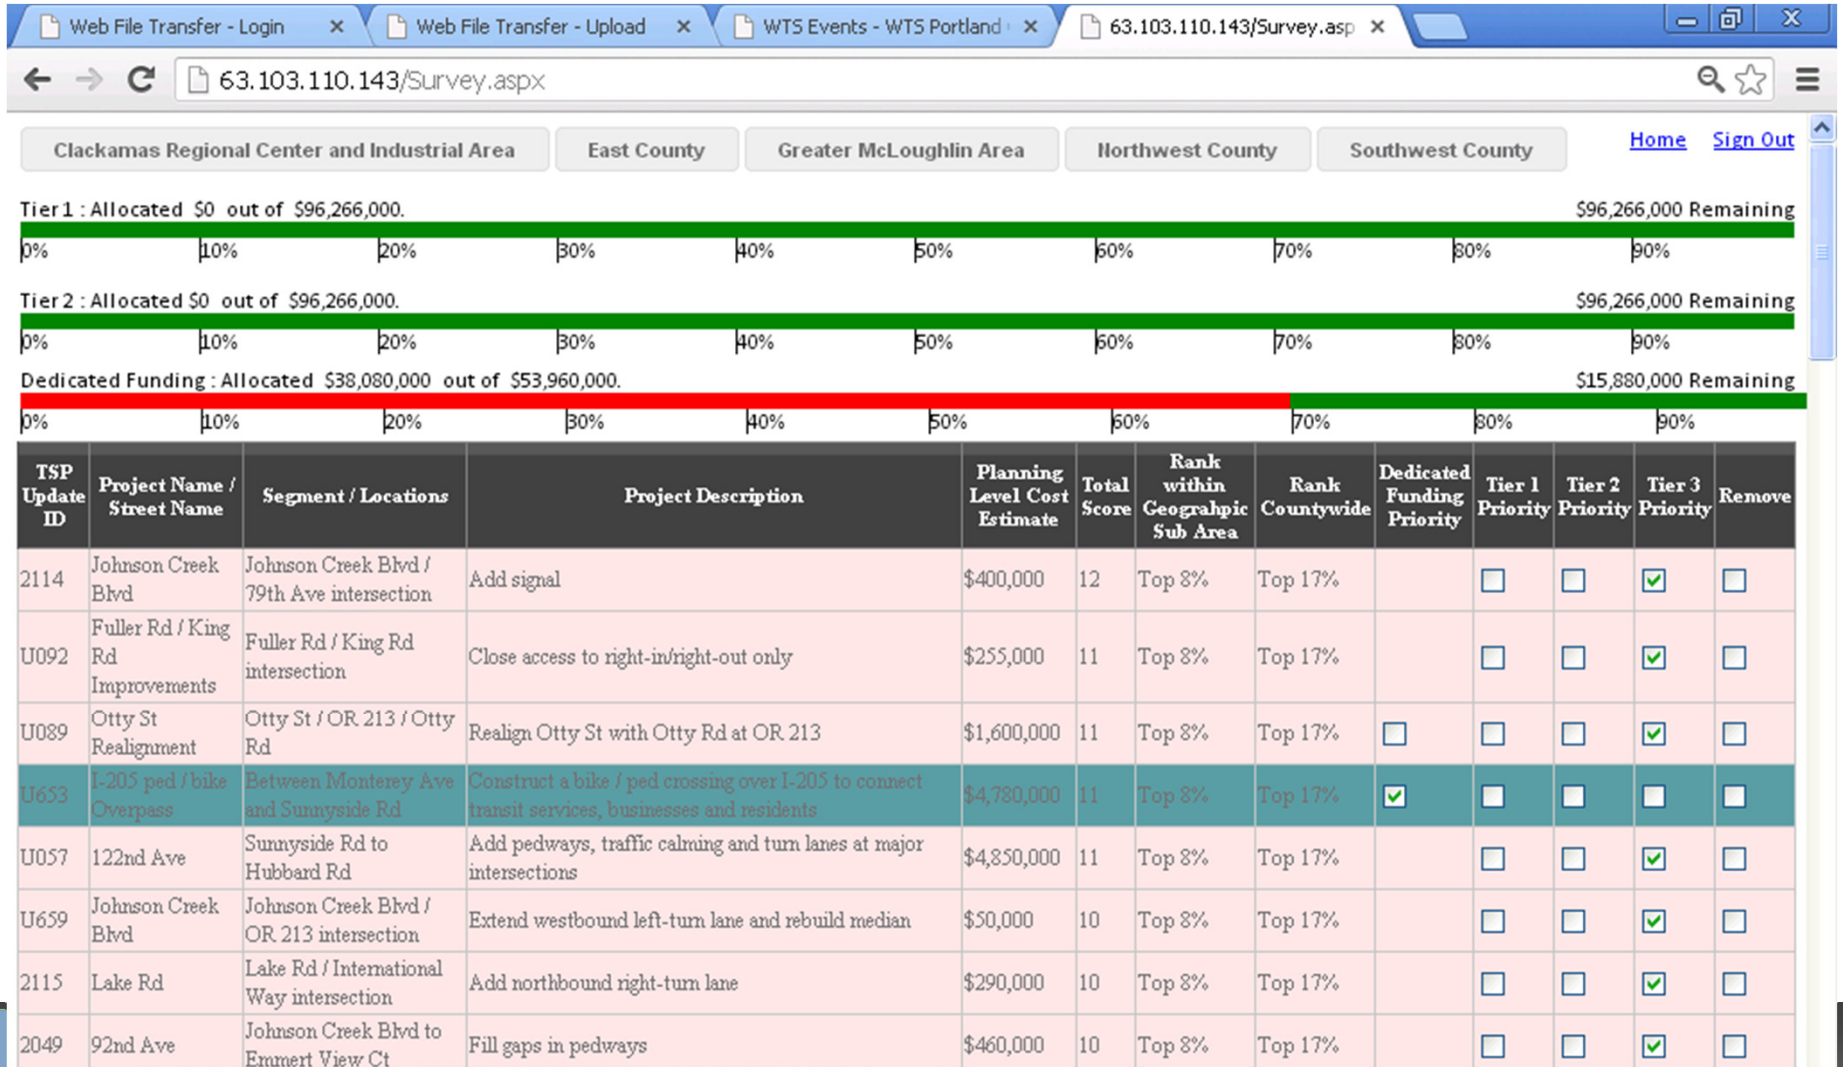 Web File Transfer - Login
Web File Transfer - Upload
WTS Events - WTS Portland
63.103.110.143/Survey.asp
63.103.110.143/Survey.aspx
Clackamas Regional Center and Industrial Area
East County
Greater McLoughlin Area
Northwest County
Southwest County
Home
Sign Out
Tier 1 : Allocated $0 out of $96,266,000.
$96,266,000 Remaining
0% 10% 20% 30% 40% 50% 60% 70% 80% 90%
Tier 2 : Allocated $0 out of $96,266,000.
$96,266,000 Remaining
0% 10% 20% 30% 40% 50% 60% 70% 80% 90%
Dedicated Funding : Allocated $38,080,000 out of $53,960,000.
$15,880,000 Remaining
0% 10% 20% 30% 40% 50% 60% 70% 80% 90%
TSP
Update
ID
Project Name /
Street Name
Segment / Locations
Project Description
Planning
Level Cost
Estimate
Total
Score
Rank
within
Geograhpic
Sub Area
Rank
Countywide
Dedicated
Funding
Priority
Tier 1
Priority
Tier 2
Priority
Tier 3
Priority
Remove
2114
Johnson Creek
Blvd
Johnson Creek Blvd /
79th Ave intersection
Add signal
$400,000
12
Top 8%
Top 17%
U092
Fuller Rd / King
Rd
Improvements
Fuller Rd / King Rd
intersection
Close access to right-in/right-out only
$255,000
11
Top 8%
Top 17%
U089
Otty St
Realignment
Otty St / OR 213 / Otty
Rd
Realign Otty St with Otty Rd at OR 213
$1,600,000
11
Top 8%
Top 17%
U653
I-205 ped / bike
Overpass
Between Monterey Ave
and Sunnyside Rd
Construct a bike / ped crossing over I-205 to connect
transit services, businesses and residents
$4,780,000
11
Top 8%
Top 17%
U057
122nd Ave
Sunnyside Rd to
Hubbard Rd
Add pedways, traffic calming and turn lanes at major
intersections
$4,850,000
11
Top 8%
Top 17%
U659
Johnson Creek
Blvd
Johnson Creek Blvd /
OR 213 intersection
Extend westbound left-turn lane and rebuild median
$50,000
10
Top 8%
Top 17%
2115
Lake Rd
Lake Rd / International
Way intersection
Add northbound right-turn lane
$290,000
10
Top 8%
Top 17%
2049
92nd Ave
Johnson Creek Blvd to
Emmert View Ct
Fill gaps in pedways
$460,000
10
Top 8%
Top 17%